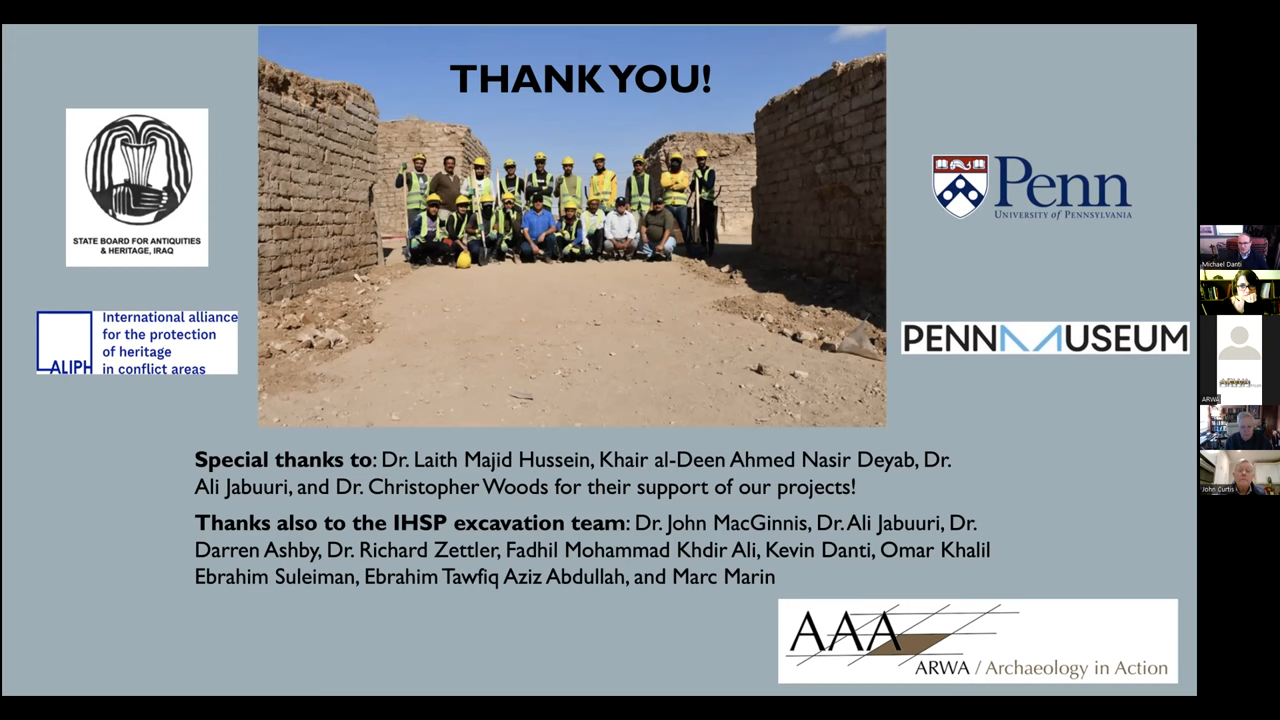 THANK YOU!
STATE BOARD FOR ANTIQUITIES
& HERITAGE, IRAQ
ALIPH
International alliance
for the protection
of heritage
in conflict areas
Penn
UNIVERSITY of PENNSYLVANIA
PENN MUSEUM
Michael Danti
ARWA
John Curtis
Special thanks to: Dr. Laith Majid Hussein, Khair al-Deen Ahmed Nasir Deyab, Dr.
Ali Jabuuri, and Dr. Christopher Woods for their support of our projects!
Thanks also to the IHSP excavation team: Dr. John MacGinnis, Dr. Ali Jabuuri, Dr.
Darren Ashby, Dr. Richard Zettler, Fadhil Mohammad Khdir Ali, Kevin Danti, Omar Khalil
Ebrahim Suleiman, Ebrahim Tawfiq Aziz Abdullah, and Marc Marin
AAA
ARWA / Archaeology in Action